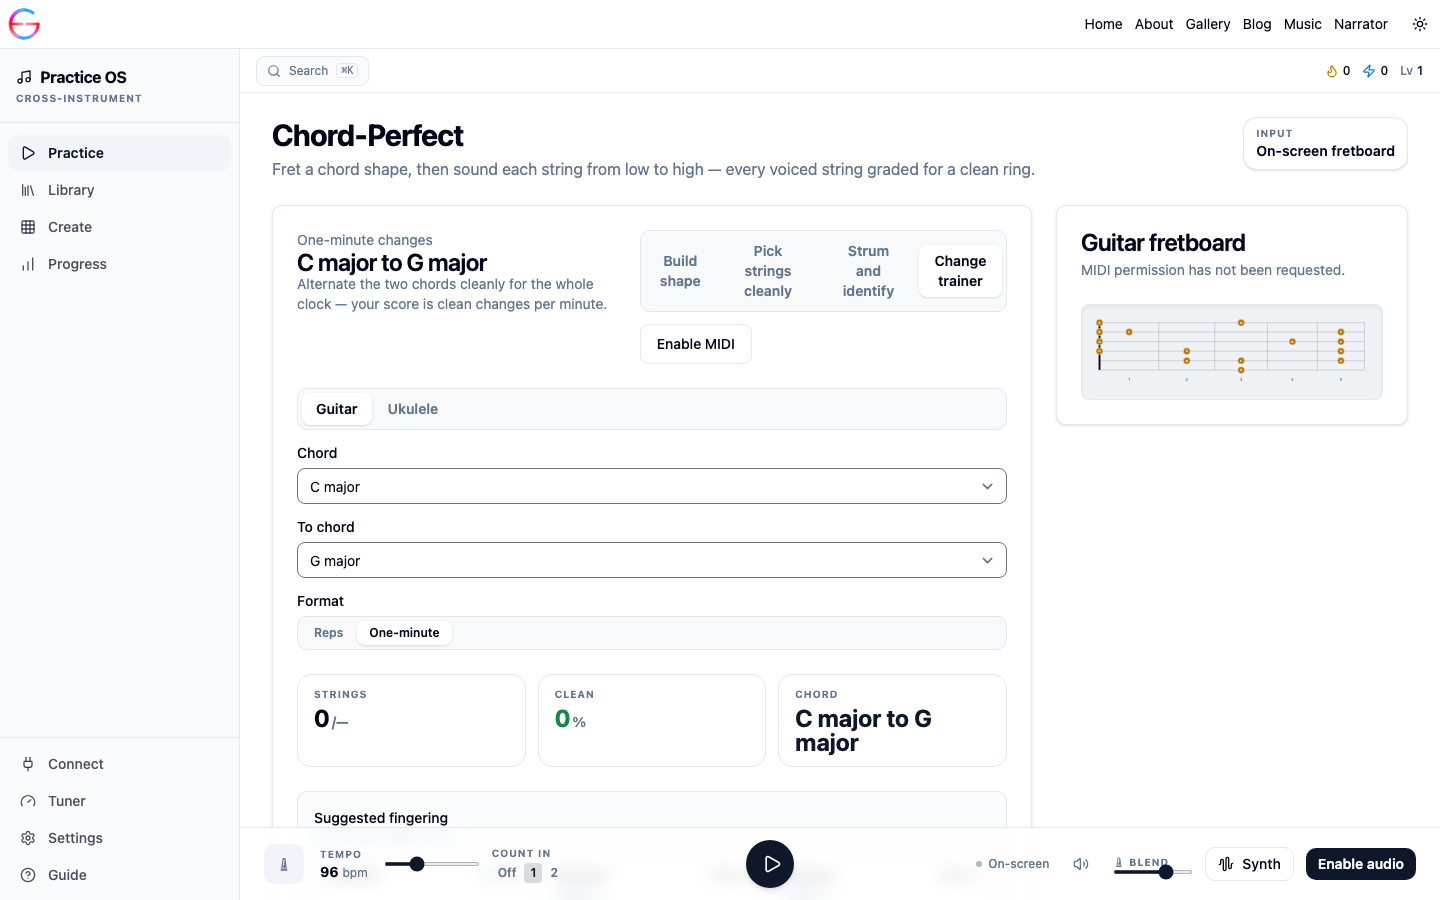 Home About Gallery Blog Music Narrator
Practice OS
CROSS-INSTRUMENT
Practice
Library
Create
Progress
Connect
Tuner
Settings
Guide
Search ⌘K
0 0 Lv 1
Chord-Perfect
Fret a chord shape, then sound each string from low to high — every voiced string graded for a clean ring.
INPUT
On-screen fretboard
One-minute changes
C major to G major
Alternate the two chords cleanly for the whole
clock — your score is clean changes per minute.
Build
shape
Pick
strings
cleanly
Strum
and
identify
Change
trainer
Enable MIDI
Guitar Ukulele
Chord
C major
To chord
G major
Format
Reps One-minute
STRINGS
0/—
CLEAN
0%
CHORD
C major to G
major
Suggested fingering
Guitar fretboard
MIDI permission has not been requested.
1 2 3 4 5
TEMPO
96 bpm
COUNT IN
Off 1 2
On-screen
BLEND
Synth
Enable audio